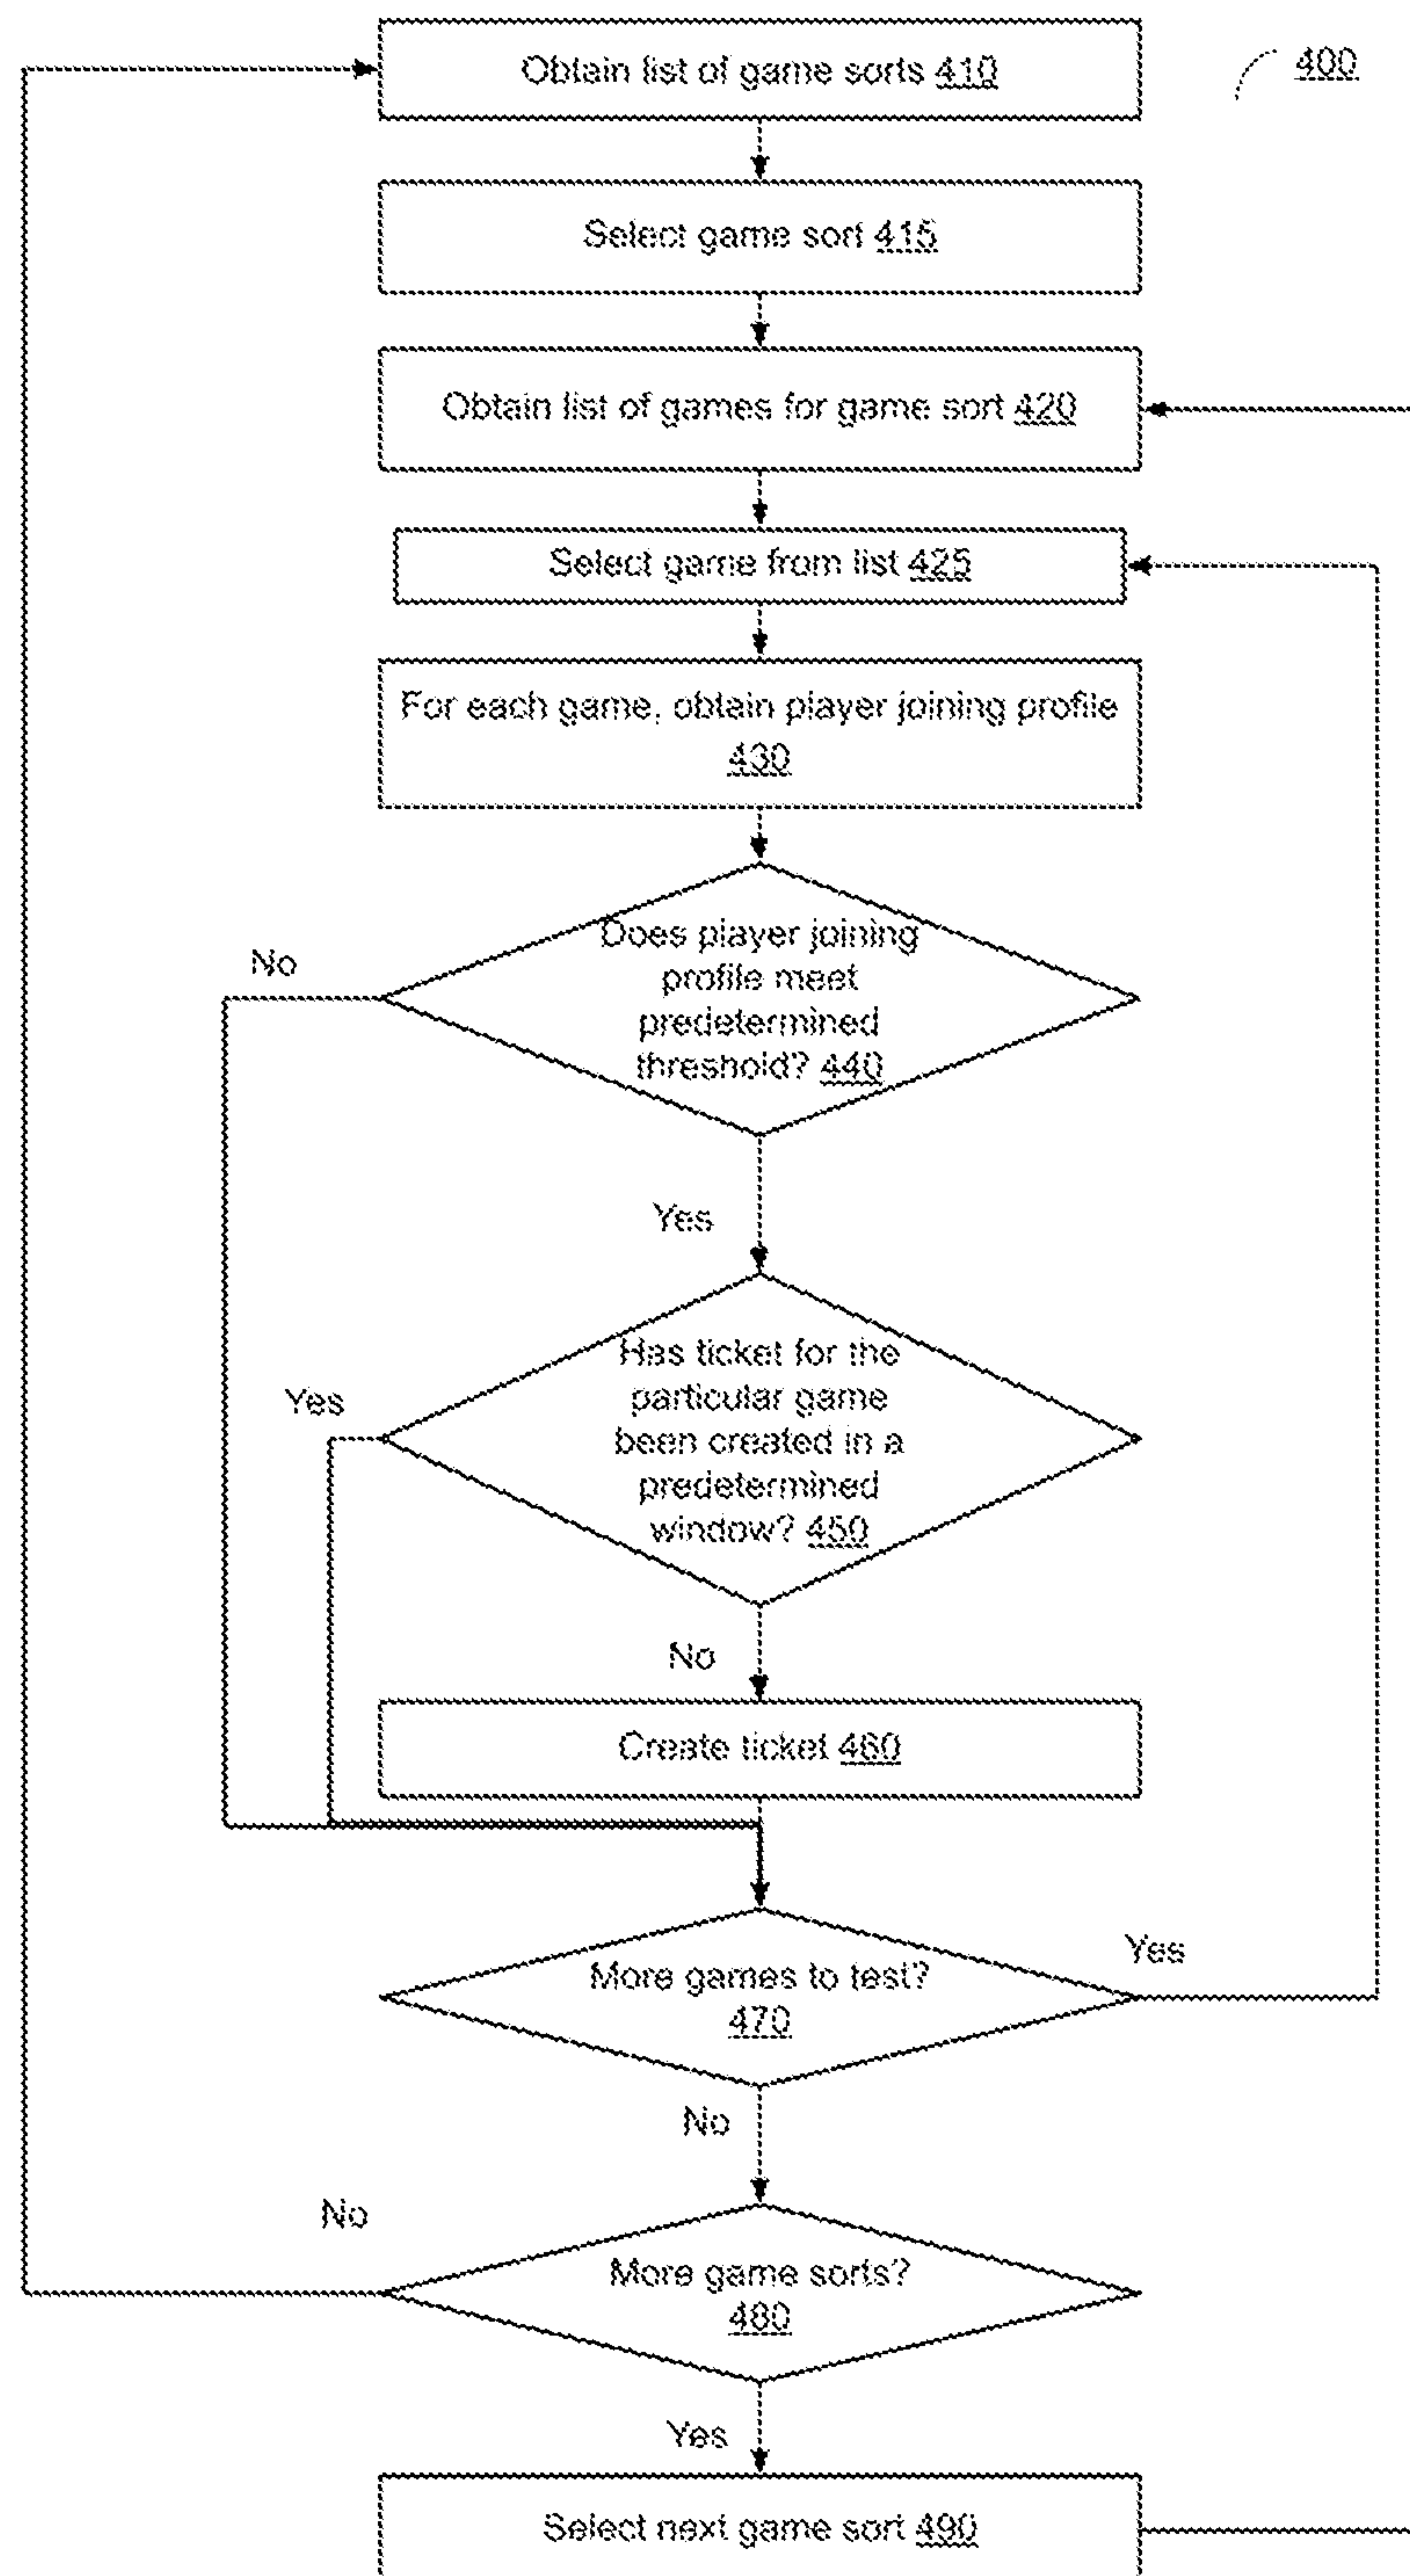 Obtain list of game sorts 410
400
Select game sort 415
Obtain list of games for game sort 420
Select game from list 425
For each game, obtain player joining profile
430
Does player joining
profile meet
predetermined
threshold? 440
No
Yes
Has ticket for the
particular game
been created in a
predetermined
window? 450
Yes
No
Create ticket 460
More games to test?
470
Yes
No
More game sorts?
480
No
Yes
Select next game sort 490